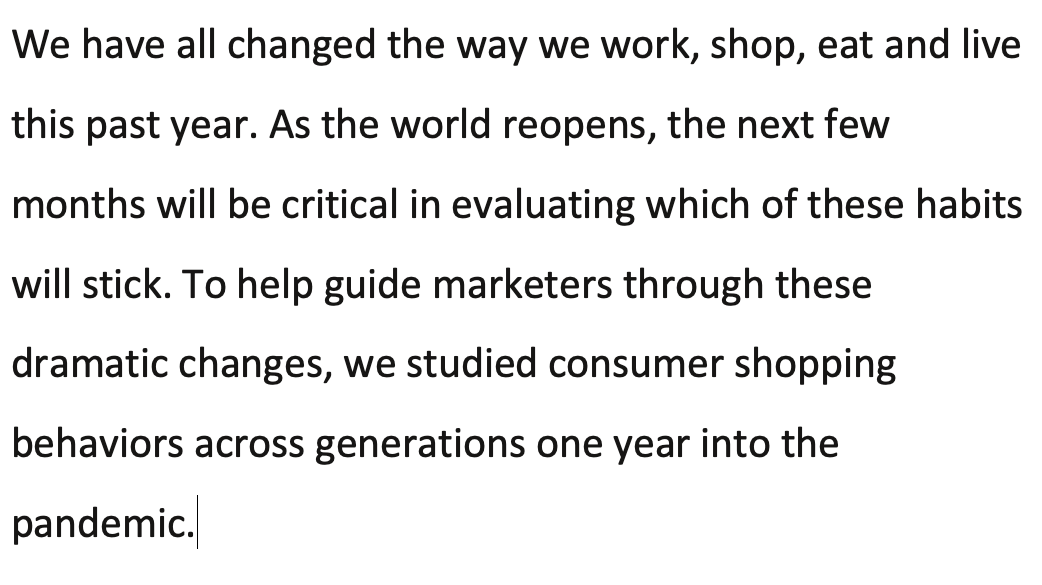 We have all changed the way we work, shop, eat and live
this past year. As the world reopens, the next few
months will be critical in evaluating which of these habits
will stick. To help guide marketers through these
dramatic changes, we studied consumer shopping
behaviors across generations one year into the
pandemic.